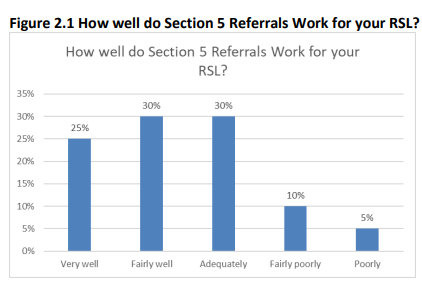 Figure 2.1 How well do Section 5 Referrals Work for your RSL?
How well do Section 5 Referrals Work for your
RSL?
35%
30%
25%
20%
15%
10%
5%
0%
25%
30%
30%
10%
5%
Very well
Fairly well
Adequately
Fairly poorly
Poorly